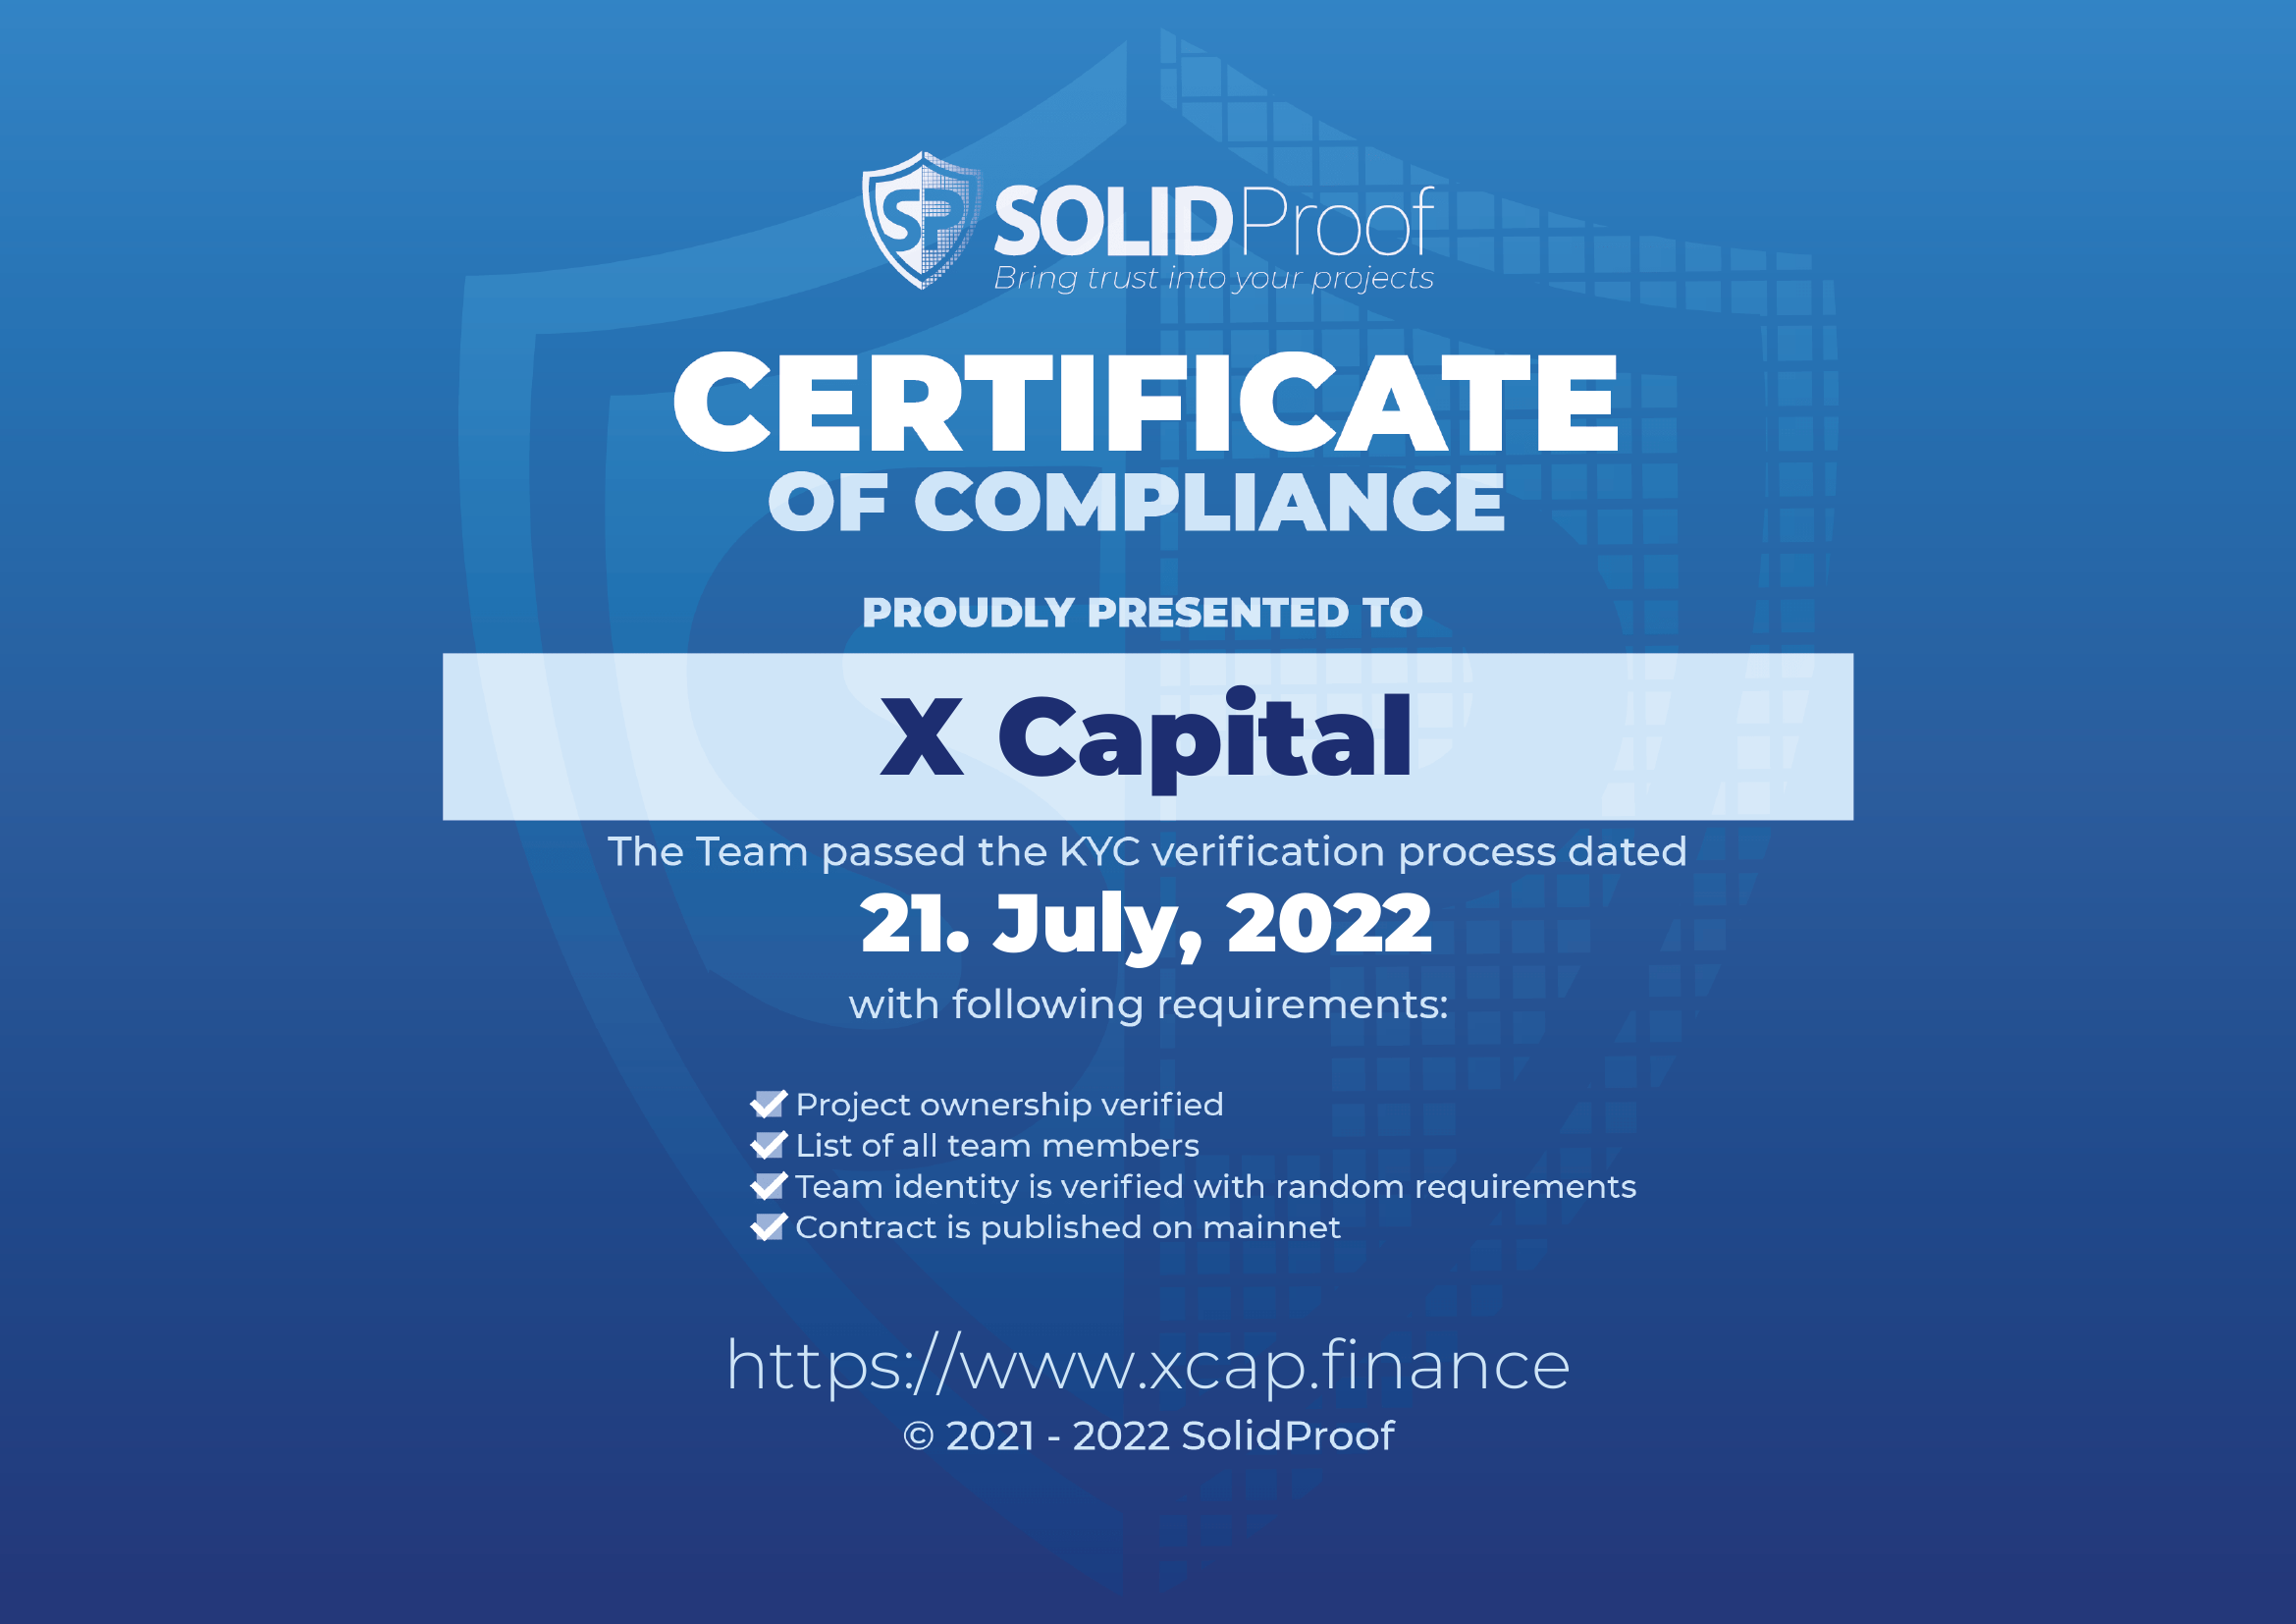 SP SOLIDProof
Bring trust into your projects
CERTIFICATE
OF COMPLIANCE
PROUDLY PRESENTED TO
X Capital
The Team passed the KYC verification process dated
21. July, 2022
with following requirements:
Project ownership verified
List of all team members
Team identity is verified with random requirements
Contract is published on mainnet
https://www.xcap.finance
© 2021 - 2022 SolidProof